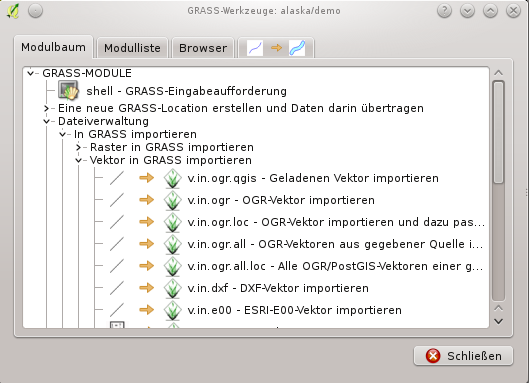 GRASS-Werkzeuge: alaska/demo
Modulbaum Modulliste Browser
GRASS-MODULE
shell - GRASS-Eingabeaufforderung
Eine neue GRASS-Location erstellen und Daten darin übertragen
Dateiverwaltung
In GRASS importieren
Raster in GRASS importieren
Vektor in GRASS importieren
v.in.ogr.qgis - Geladenen Vektor importieren
v.in.ogr - OGR-Vektor importieren
v.in.ogr.loc - OGR-Vektor importieren und dazu pas...
v.in.ogr.all - OGR-Vektoren aus gegebener Quelle i...
v.in.ogr.all.loc - Alle OGR/PostGIS-Vektoren einer g...
v.in.dxf - DXF-Vektor importieren
v.in.e00 - ESRI-E00-Vektor importieren
Schließen